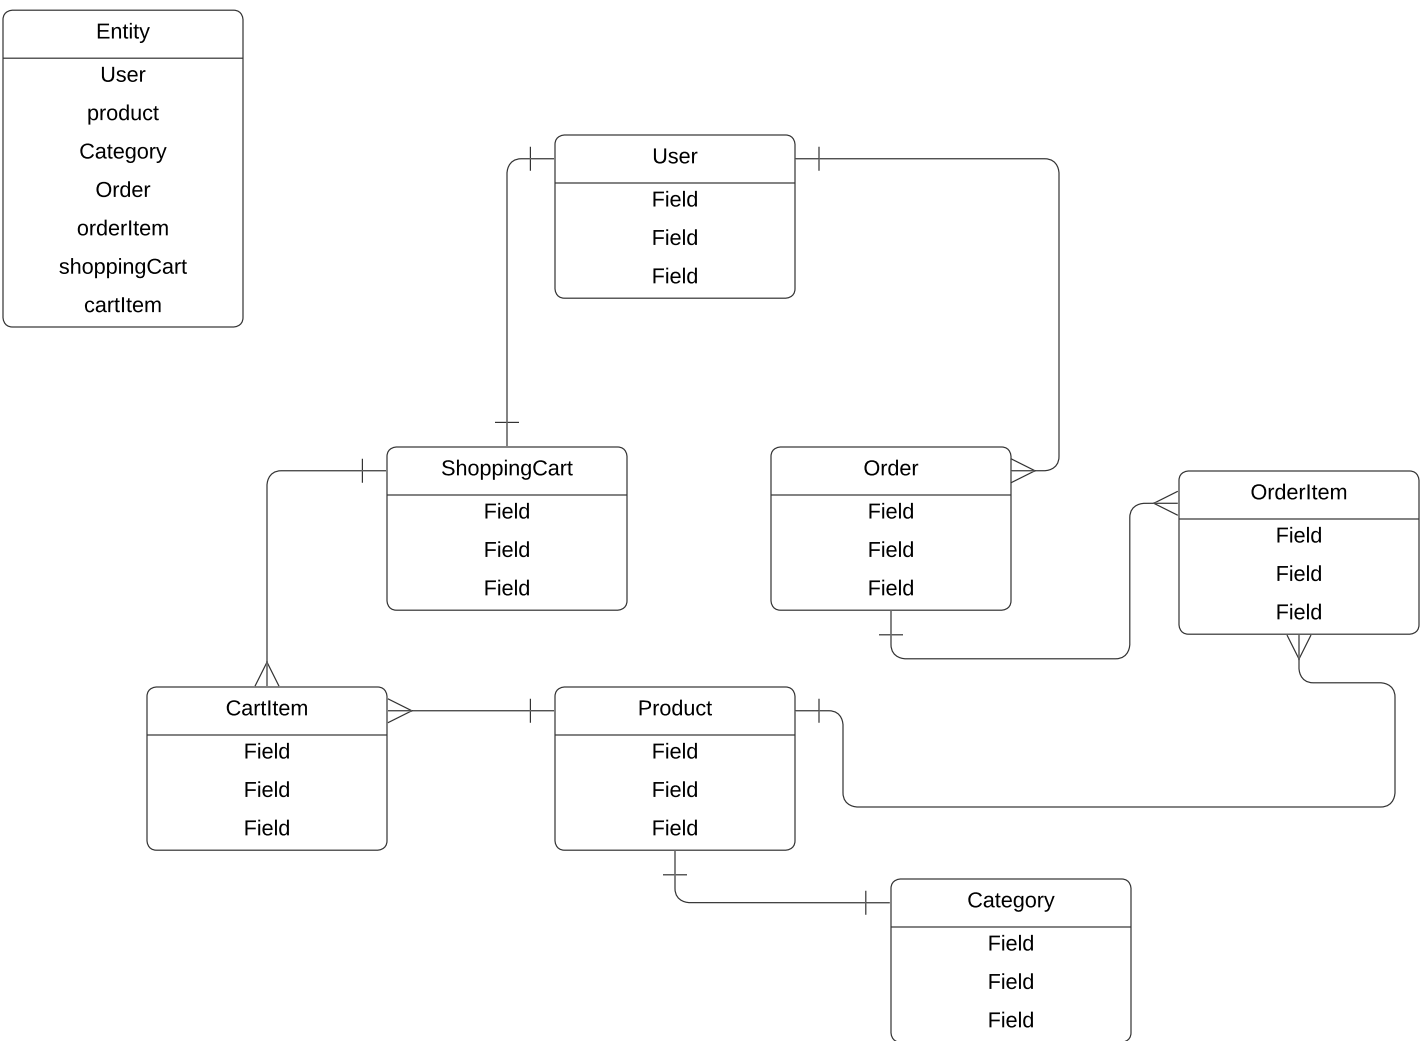 Entity
User
product
Category
Order
orderItem
shoppingCart
cartItem
User
Field
Field
Field
ShoppingCart
Field
Field
Field
Order
Field
Field
Field
OrderItem
Field
Field
Field
CartItem
Field
Field
Field
Product
Field
Field
Field
Category
Field
Field
Field